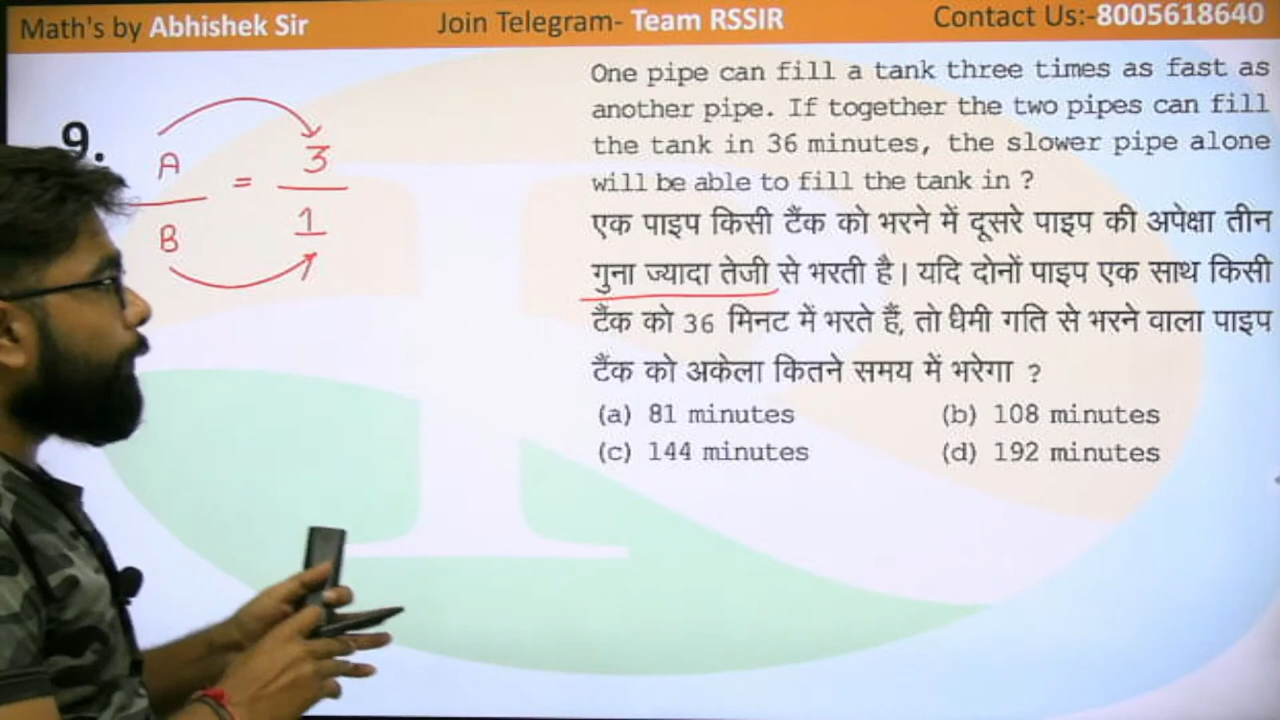 Math's by Abhishek Sir
Join Telegram- Team RSSIR
Contact Us:-8005618640
9.
A
B
=
3
1
One pipe can fill a tank three times as fast as
another pipe. If together the two pipes can fill
the tank in 36 minutes, the slower pipe alone
will be able to fill the tank in ?
एक पाइप किसी टैंक को भरने में दूसरे पाइप की अपेक्षा तीन
गुना ज्यादा तेजी से भरती है। यदि दोनों पाइप एक साथ किसी
टैंक को 36 मिनट में भरते हैं, तो धीमी गति से भरने वाला पाइप
टैंक को अकेला कितने समय में भरेगा ?
(a) 81 minutes (b) 108 minutes
(c) 144 minutes (d) 192 minutes